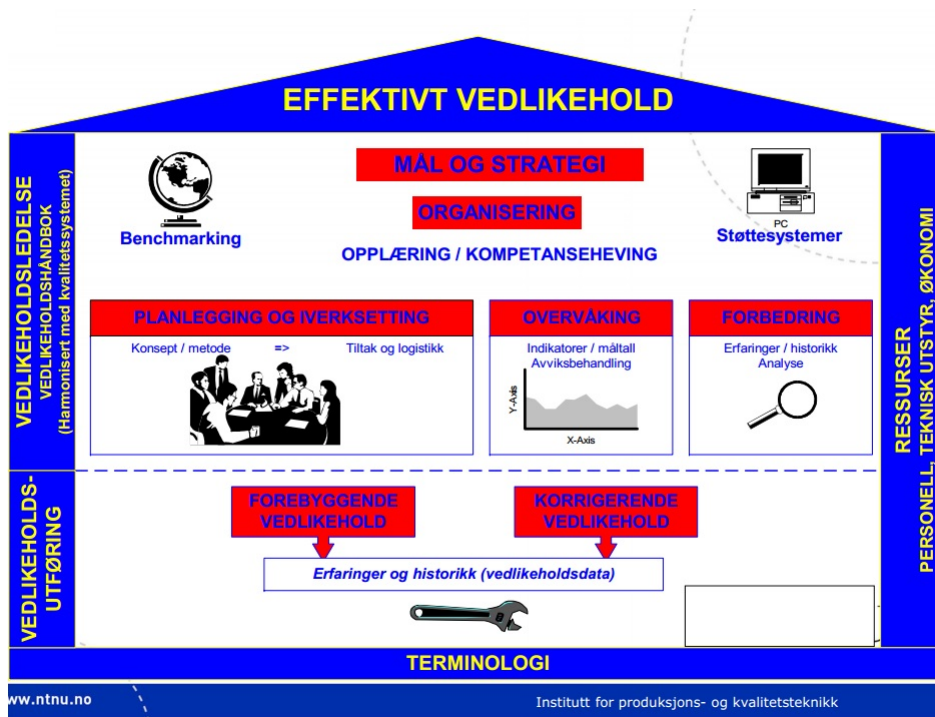 EFFEKTIVT VEDLIKEHOLD
VEDLIKEHOLDSLEDELSE
VEDLIKEHOLDSHÅNDBOK
(Harmonisert med kvalitetssystemet)
MÅL OG STRATEGI
ORGANISERING
OPPLÆRING / KOMPETANSEHEVING
Benchmarking
PC
Støttesystemer
PLANLEGGING OG IVERKSETTING
Konsept / metode => Tiltak og logistikk
OVERVÅKING
Indikatorer / måltall
Avviksbehandling
Y-Axis
X-Axis
FORBEDRING
Erfaringer / historikk
Analyse
RESSURSER
PERSONELL, TEKNISK UTSTYR, ØKONOMI
VEDLIKEHOLDS-
UTFØRING
FOREBYGGENDE
VEDLIKEHOLD
KORRIGERENDE
VEDLIKEHOLD
Erfaringer og historikk (vedlikeholdsdata)
TERMINOLOGI
ww.ntnu.no
Institutt for produksjons- og kvalitetsteknikk